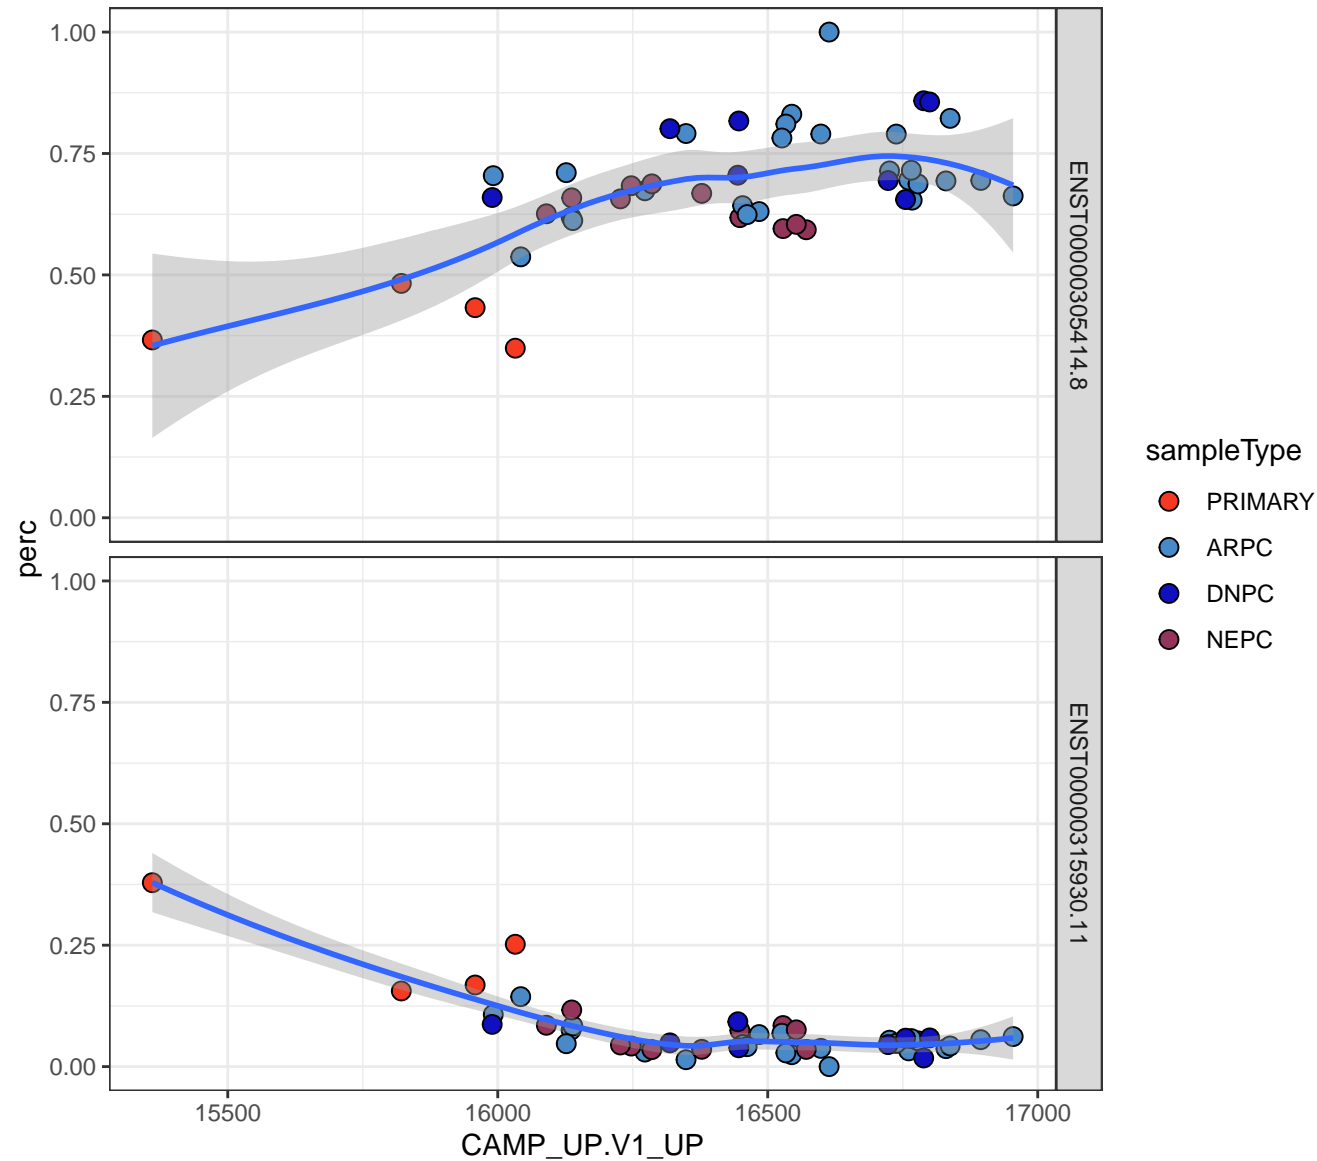 1.00
0.75
0.50
0.25
0.00
ENST00000305414.8
1.00
0.75
0.50
0.25
0.00
ENST00000315930.11
perc
15500 16000 16500 17000
CAMP_UP.V1_UP
sampleType
PRIMARY
ARPC
DNPC
NEPC